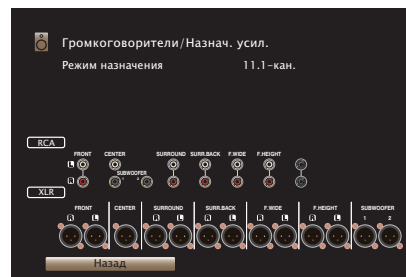 Громкоговорители/Назнач. усил.
Режим назначения 11.1-кан.
RCA
FRONT CENTER SURROUND SURR.BACK F.WIDE F.HEIGHT
L
SUBWOOFER
1 2
R
XLR
FRONT CENTER SURROUND SURR.BACK F.WIDE F.HEIGHT SUBWOOFER
R L R L R L R L R L 1 2
Назад